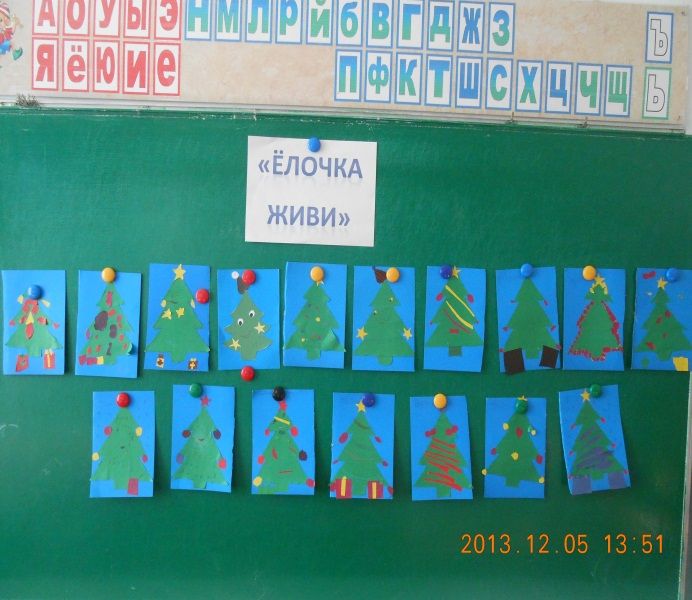 А О У Ы Э Н М Л Р Й б В Г Д Ж З Ъ
Я ё Ю И е П Ф К Т Ш С Х Ц Ч Щ Ь
«ЁЛОЧКА
ЖИВИ»
2013.12.05 13:51